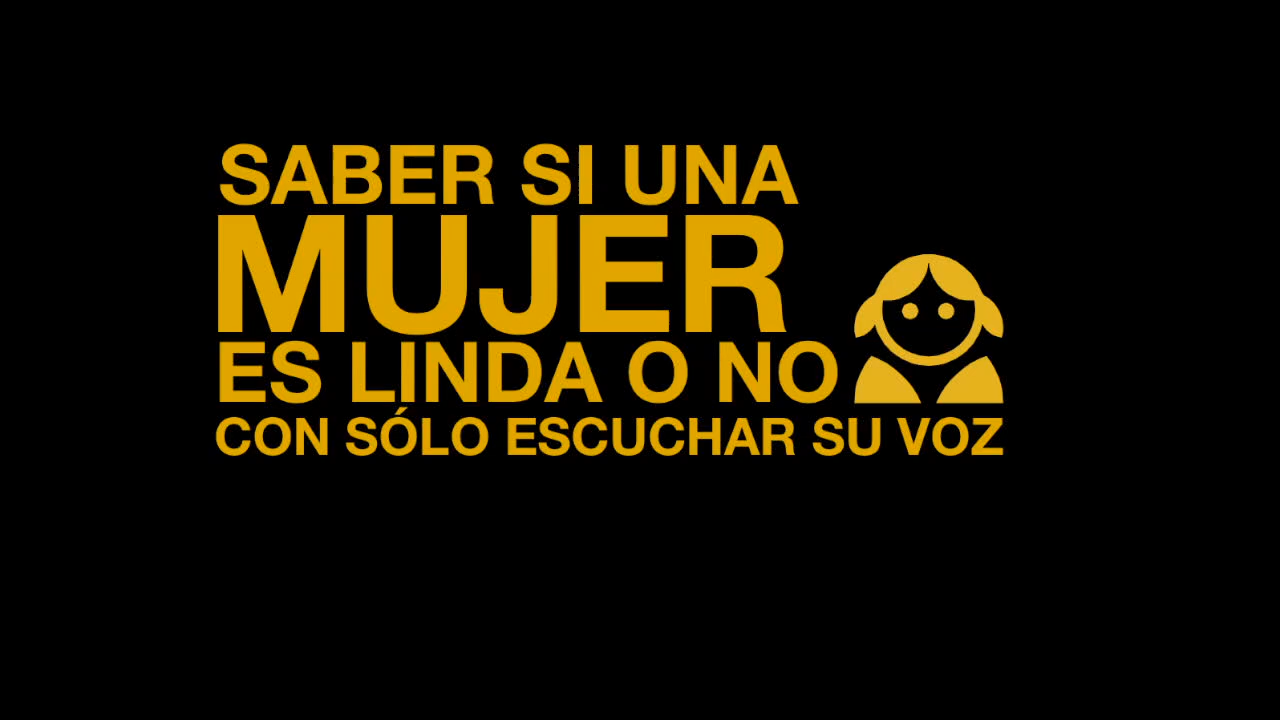 SABER SI UNA
MUJER
ES LINDA O NO
CON SÓLO ESCUCHAR SU VOZ